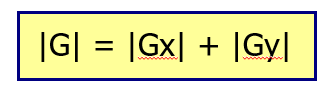 |G| = |Gx| + |Gy|